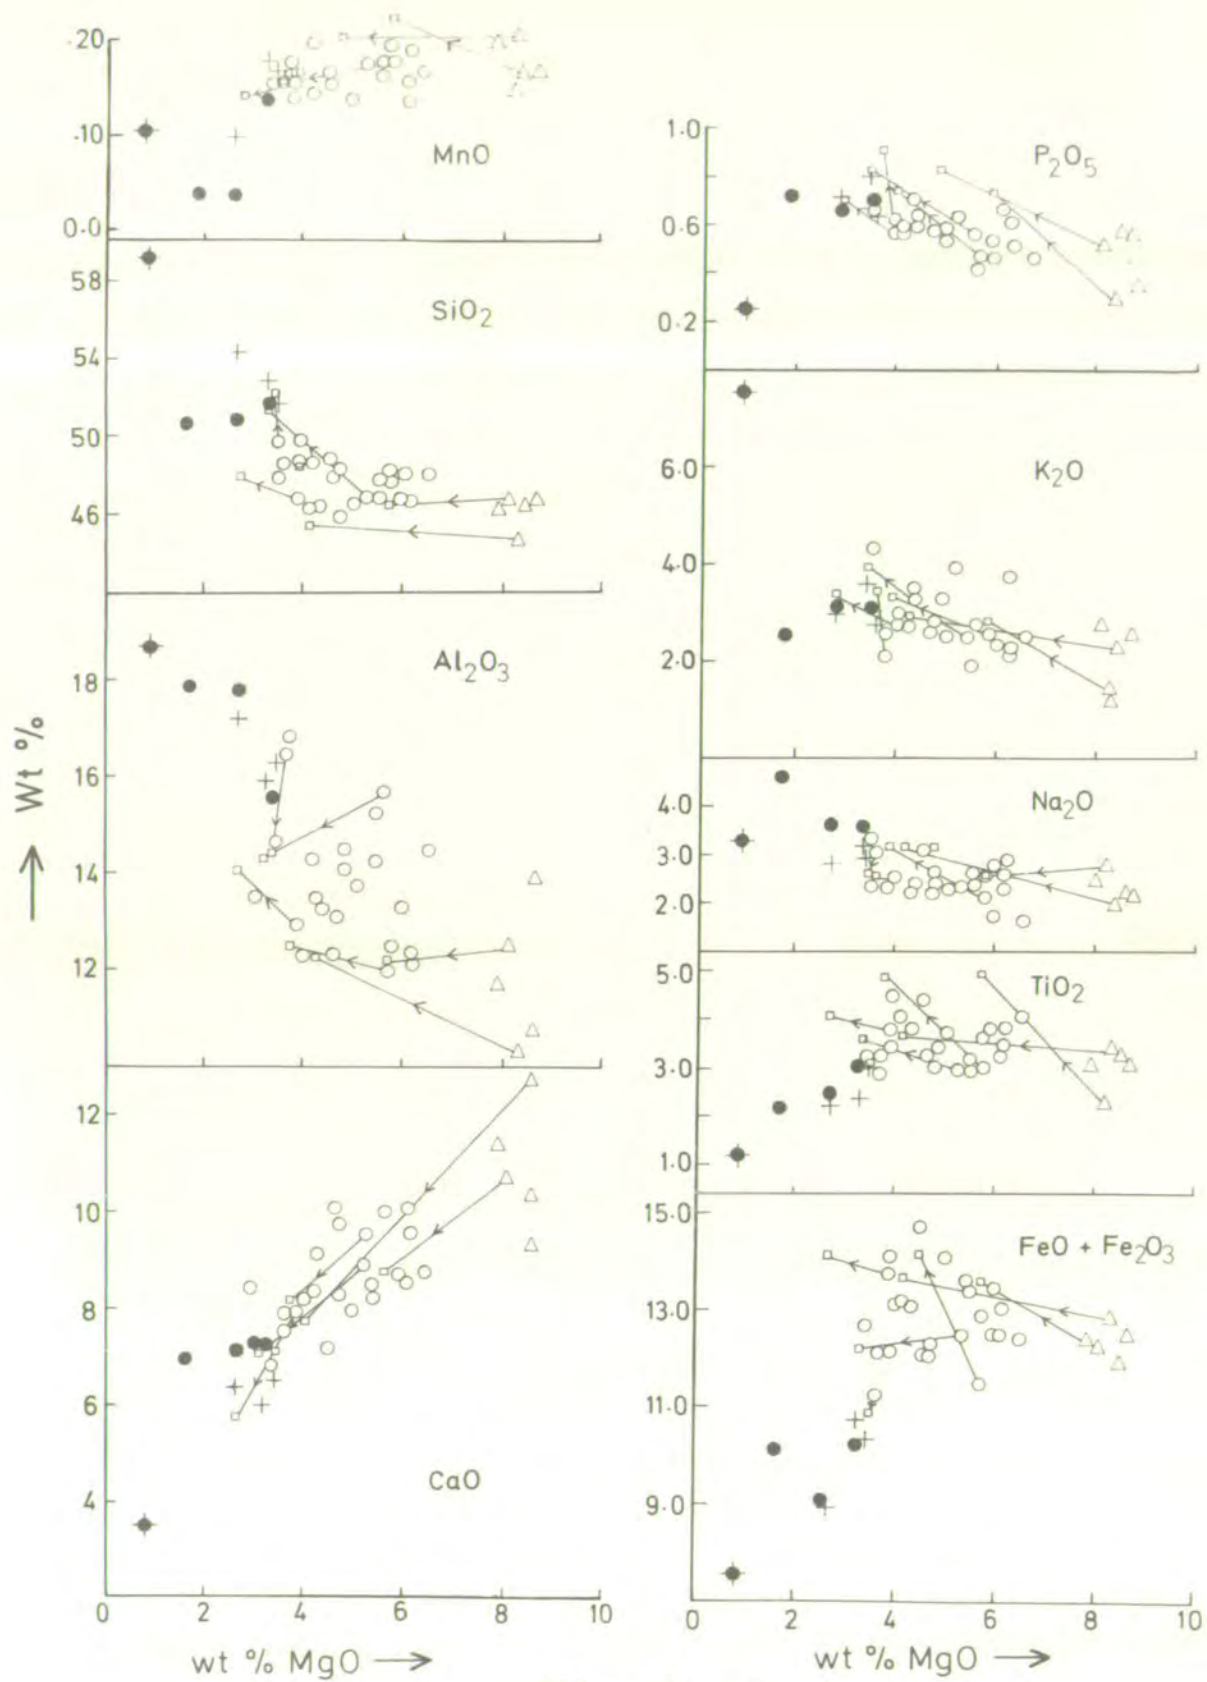 .20
.10
0.0
MnO
58
54
50
46
SiO₂
18
16
14
12
Al₂O₃
12
10
8
6
4
CaO
0 2 4 6 8 10
wt % MgO →
→ Wt %
1.0
0.6
0.2
P₂O₅
6.0
4.0
2.0
K₂O
4.0
3.0
2.0
Na₂O
5.0
3.0
1.0
TiO₂
15.0
13.0
11.0
9.0
FeO + Fe₂O₃
2 4 6 8 10
wt % MgO →